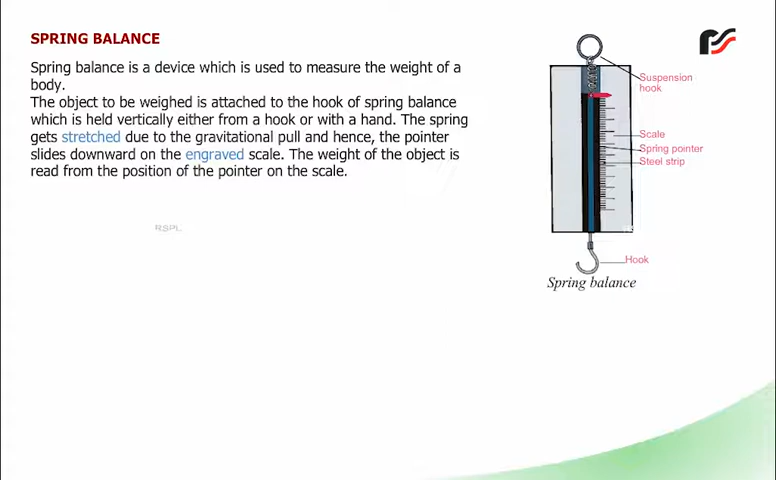 SPRING BALANCE
Spring balance is a device which is used to measure the weight of a
body.
The object to be weighed is attached to the hook of spring balance
which is held vertically either from a hook or with a hand. The spring
gets stretched due to the gravitational pull and hence, the pointer
slides downward on the engraved scale. The weight of the object is
read from the position of the pointer on the scale.
RSPL
Suspension
hook
Scale
Spring pointer
Steel strip
Hook
Spring balance